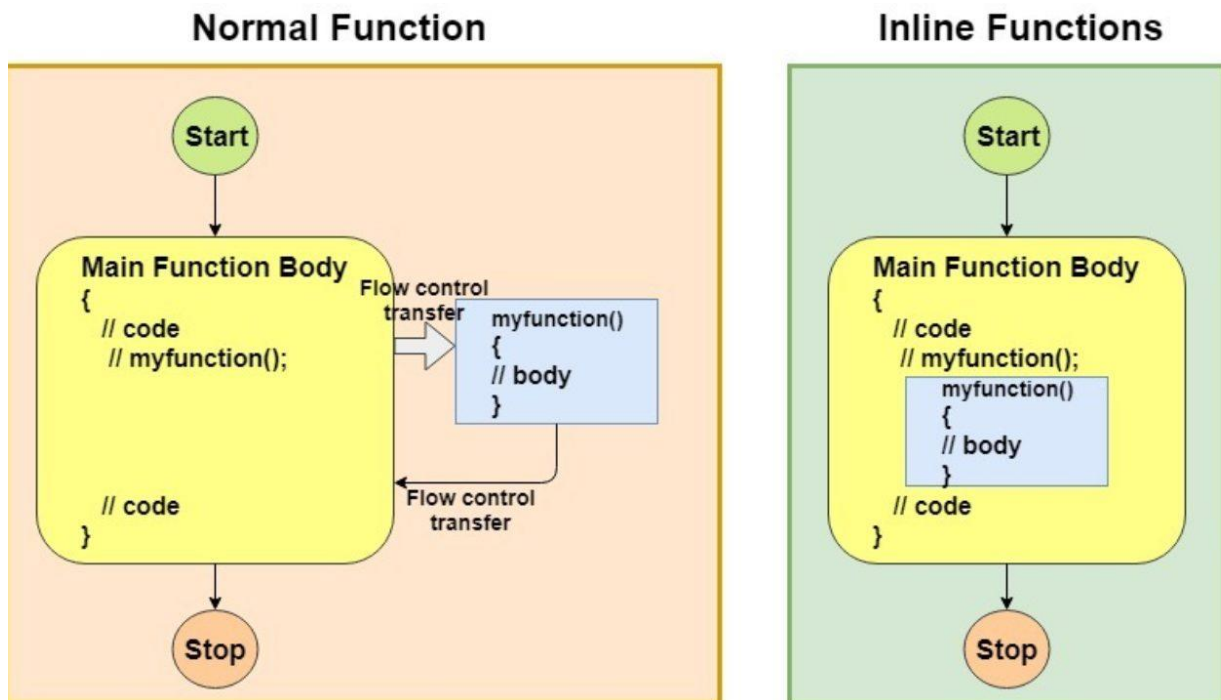 Normal Function
Start
Main Function Body
{
// code
// myfunction();
// code
}
Flow control
transfer
myfunction()
{
// body
}
Flow control
transfer
Stop
Inline Functions
Start
Main Function Body
{
// code
// myfunction();
myfunction()
{
// body
}
// code
}
Stop